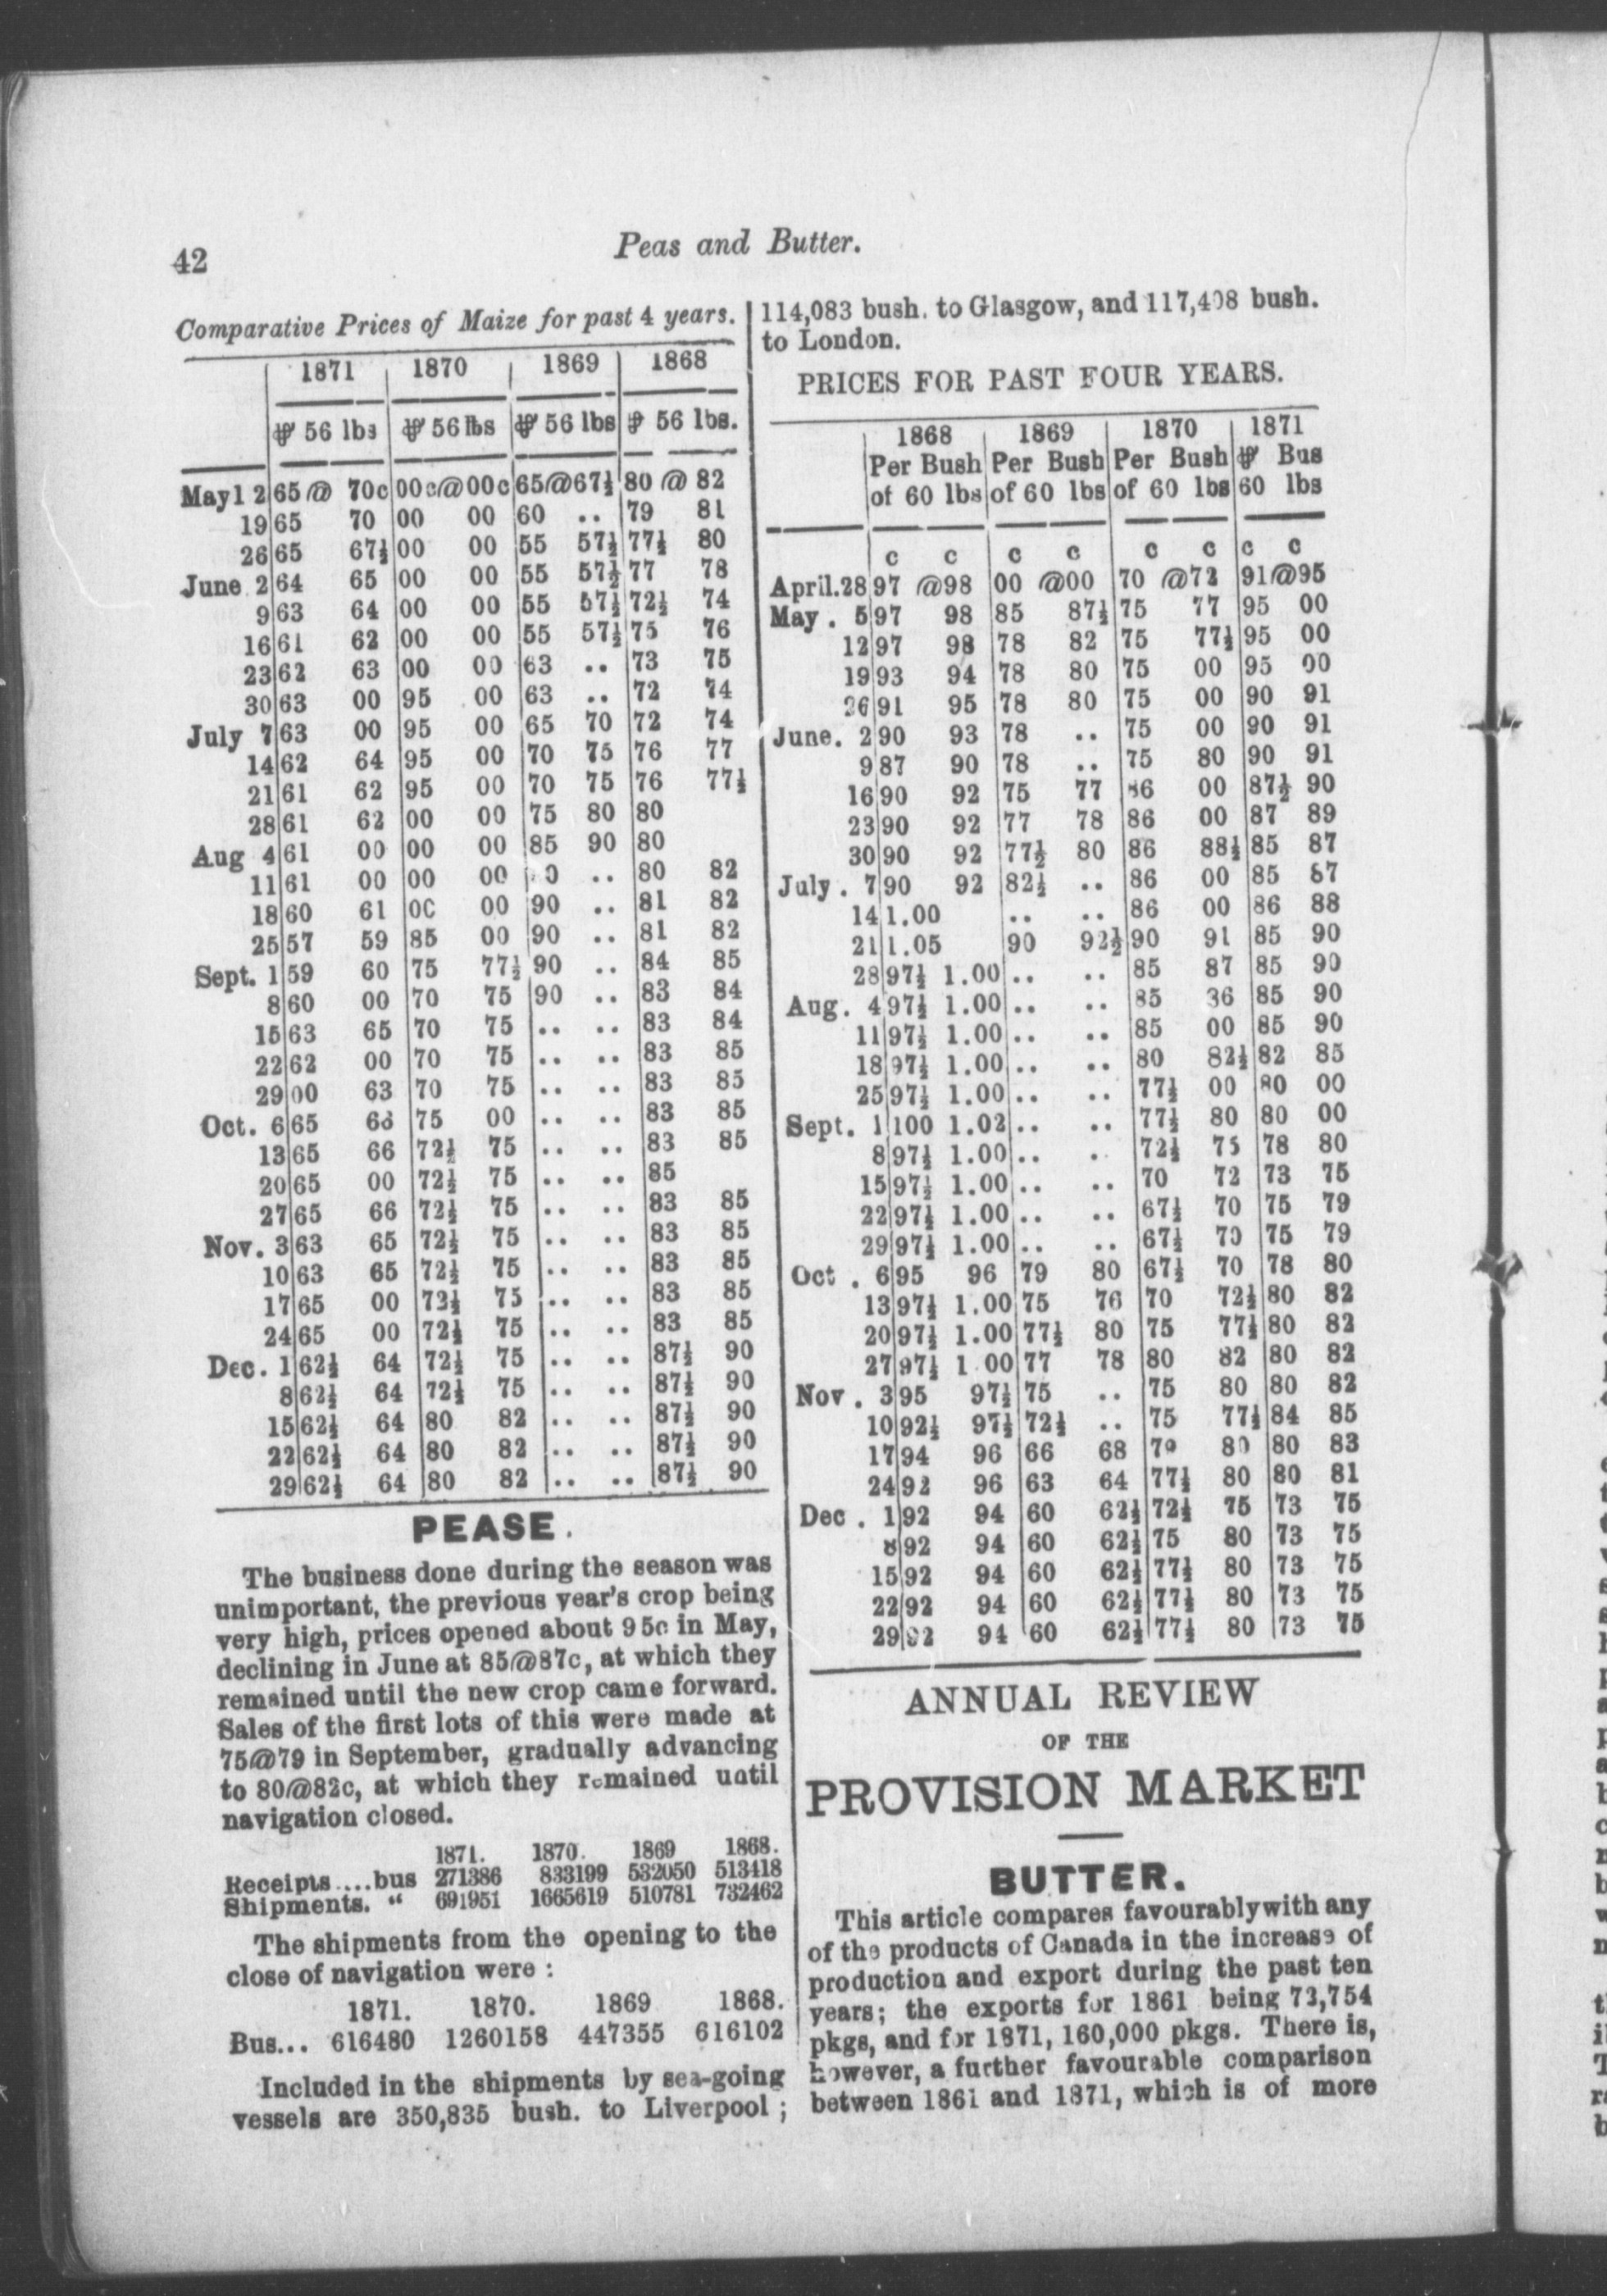 42
Peas and Butter.
Comparative Prices of Maize for past 4 years.
1871 1870 1869 1868
℔ 56 lbs ℔ 56 lbs ℔ 56 lbs ℔ 56 lbs.
May 12 65@ 70c 00c@00c 65@67½ 80 @ 82
19 65 70 00 00 60 .. 79 81
26 65 67½ 00 00 55 57½ 77½ 80
June 2 64 65 00 00 55 57½ 77 78
9 63 64 00 00 55 57½ 72½ 74
16 61 62 00 00 55 57½ 75 76
23 62 63 00 00 63 .. 73 75
30 63 00 95 00 63 .. 72 74
July 7 63 00 95 00 65 70 72 74
14 62 64 95 00 70 75 76 77
21 61 62 95 00 70 75 76 77½
28 61 62 00 00 75 80 80
Aug 4 61 00 00 00 85 90 80
11 61 00 00 00 .. 80 82
18 60 61 00 00 90 .. 81 82
25 57 59 85 00 90 .. 81 82
Sept. 1 59 60 75 77½ 90 .. 84 85
8 60 00 70 75 90 .. 83 84
15 63 65 70 75 .. .. 83 84
22 62 00 70 75 .. .. 83 85
29 00 63 70 75 .. .. 83 85
Oct. 6 65 75 00 .. .. 83 85
13 65 66 72½ 75 .. .. 83 85
20 65 00 72½ 75 .. .. 85
27 65 66 72½ 75 .. .. 83 85
Nov. 3 63 65 72½ 75 .. .. 83 85
10 63 65 72½ 75 .. .. 83 85
17 65 00 72½ 75 .. .. 83 85
24 65 00 72½ 75 .. .. 83 85
Dec. 1 62½ 64 72½ 75 .. .. 87½ 90
8 62½ 64 72½ 75 .. .. 87½ 90
15 62½ 64 80 82 .. .. 87½ 90
22 62½ 64 80 82 .. .. 87½ 90
29 62½ 64 80 82 .. .. 87½ 90
PEASE.
The business done during the season was
unimportant, the previous year's crop being
very high, prices opened about 95c in May,
declining in June at 85@87c, at which they
remained until the new crop came forward.
Sales of the first lots of this were made at
75@79 in September, gradually advancing
to 80@82c, at which they remained until
navigation closed.
1871. 1870. 1869 1868.
Receipts....bus 271386 833199 532050 513418
Shipments. " 691951 1665619 510781 732462
The shipments from the opening to the
close of navigation were :
1871. 1870. 1869 1868.
Bus... 616480 1260158 447355 616102
Included in the shipments by sea-going
vessels are 350,835 bush. to Liverpool ;
114,083 bush. to Glasgow, and 117,408 bush.
to London.
PRICES FOR PAST FOUR YEARS.
1868 1869 1870 1871
Per Bush Per Bush Per Bush ℔ Bus
of 60 lbs of 60 lbs of 60 lbs 60 lbs
c c c c c c c c
April.28 97 @98 00 @00 70 @72 91@95
May . 5 97 98 85 87½ 75 77 95 00
12 97 98 78 82 75 77½ 95 00
19 93 94 78 80 75 00 95 00
26 91 95 78 80 75 00 90 91
June. 2 90 93 78 .. 75 00 90 91
9 87 90 78 .. 75 80 90 91
16 90 92 75 77 86 00 87½ 90
23 90 92 77 78 86 00 87 89
30 90 92 77½ 80 86 88½ 85 87
July . 7 90 92 82½ .. 86 00 85 87
14 1.00 .. .. 86 00 86 88
21 1.05 90 92½ 90 91 85 90
28 97½ 1.00 .. .. 85 87 85 90
Aug. 4 97½ 1.00 .. .. 85 36 85 90
11 97½ 1.00 .. .. 85 00 85 90
18 97½ 1.00 .. .. 80 82½ 82 85
25 97½ 1.00 .. .. 77½ 00 80 00
Sept. 1 100 1.02 .. .. 77½ 80 80 00
8 97½ 1.00 .. . 72½ 75 78 80
15 97½ 1.00 .. .. 70 72 73 75
22 97½ 1.00 .. .. 67½ 70 75 79
29 97½ 1.00 .. .. 67½ 70 75 79
Oct . 6 95 96 79 80 67½ 70 78 80
13 97½ 1.00 75 76 70 72½ 80 82
20 97½ 1.00 77½ 80 75 77½ 80 82
27 97½ 1 00 77 78 80 82 80 82
Nov . 3 95 97½ 75 .. 75 80 80 82
10 92½ 97½ 72½ .. 75 77½ 84 85
17 94 96 66 68 80 80 83
24 92 96 63 64 77½ 80 80 81
Dec . 1 92 94 60 62½ 72½ 75 73 75
8 92 94 60 62½ 75 80 73 75
15 92 94 60 62½ 77½ 80 73 75
22 92 94 60 62½ 77½ 80 73 75
29 92 94 60 62½ 77½ 80 73 75
ANNUAL REVIEW
OF THE
PROVISION MARKET
BUTTER.
This article compares favourably with any
of the products of Canada in the increase of
production and export during the past ten
years; the exports for 1861 being 73,754
pkgs, and for 1871, 160,000 pkgs. There is,
however, a further favourable comparison
between 1861 and 1871, which is of more